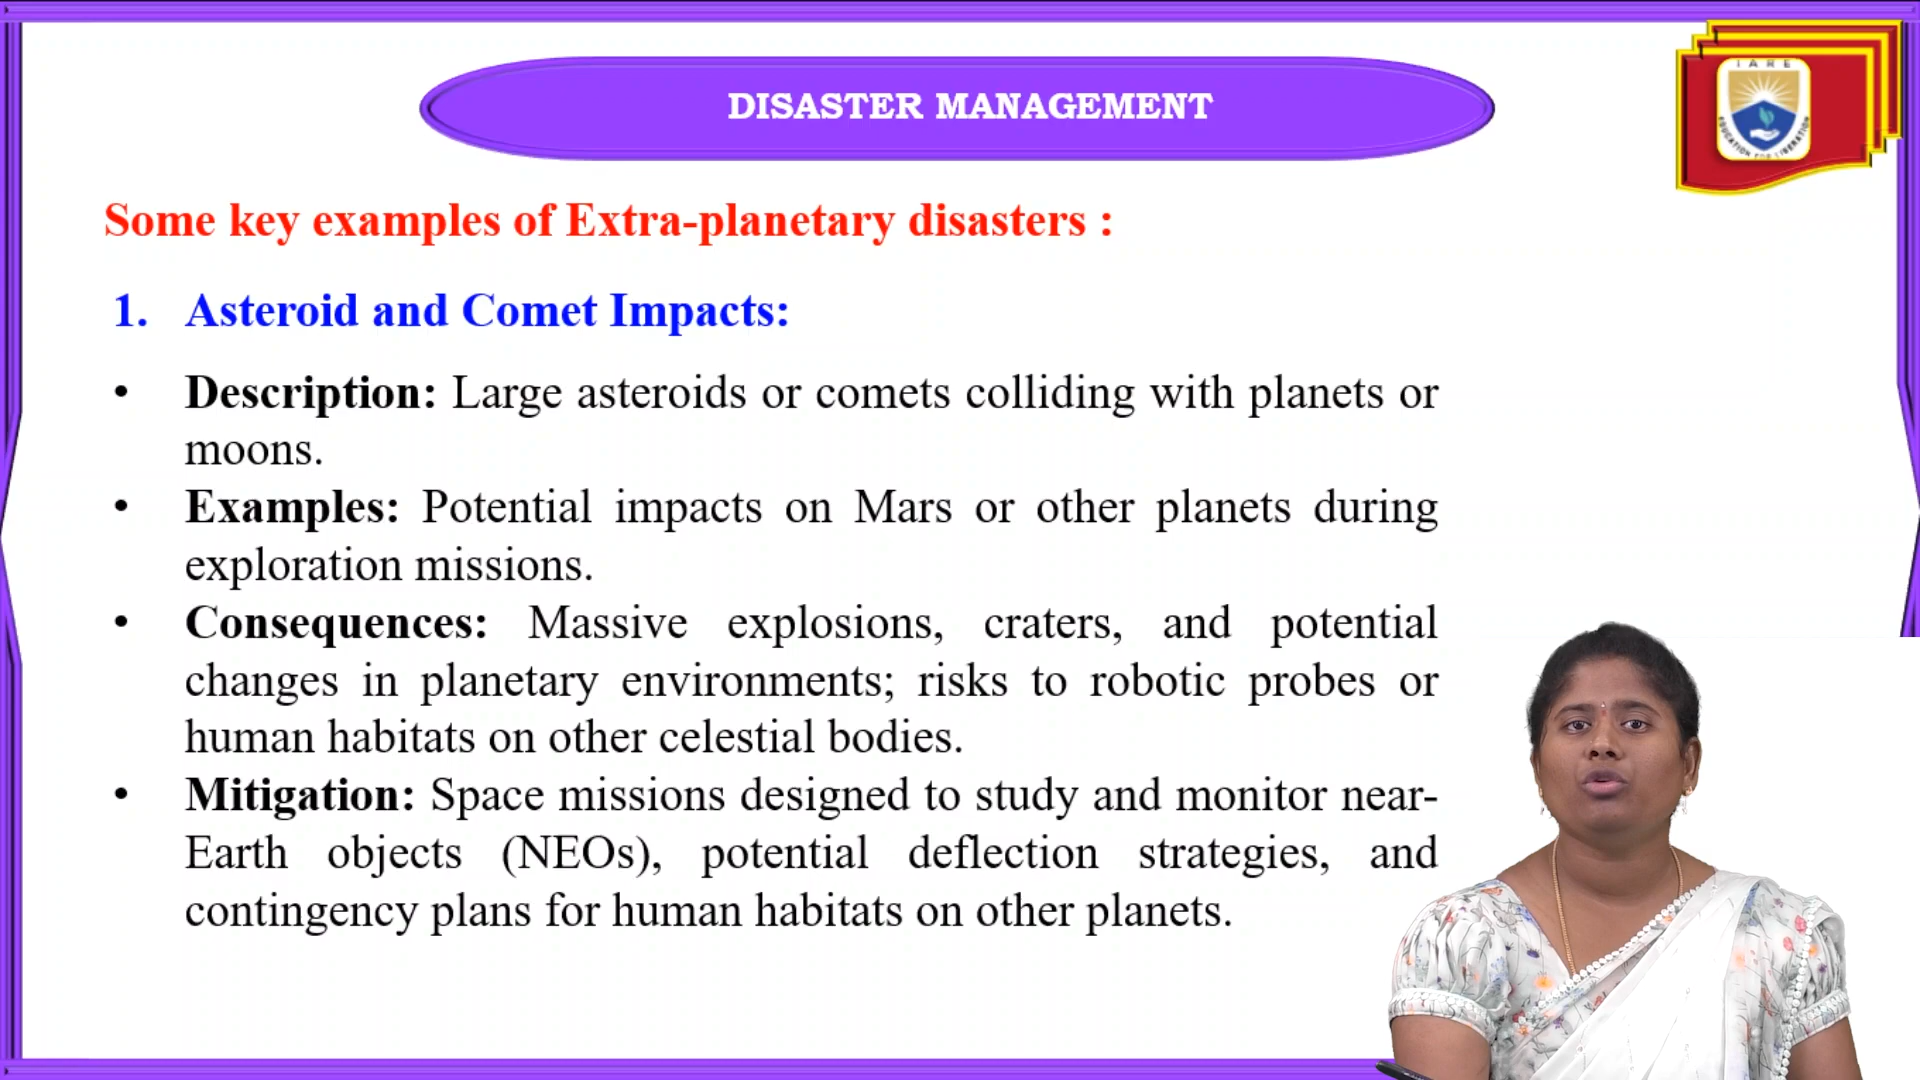 DISASTER MANAGEMENT
IARE
EDUCATION FOR LIBERATION
Some key examples of Extra-planetary disasters :
1. Asteroid and Comet Impacts:
• Description: Large asteroids or comets colliding with planets or
moons.
• Examples: Potential impacts on Mars or other planets during
exploration missions.
• Consequences: Massive explosions, craters, and potential
changes in planetary environments; risks to robotic probes or
human habitats on other celestial bodies.
• Mitigation: Space missions designed to study and monitor near-
Earth objects (NEOs), potential deflection strategies, and
contingency plans for human habitats on other planets.